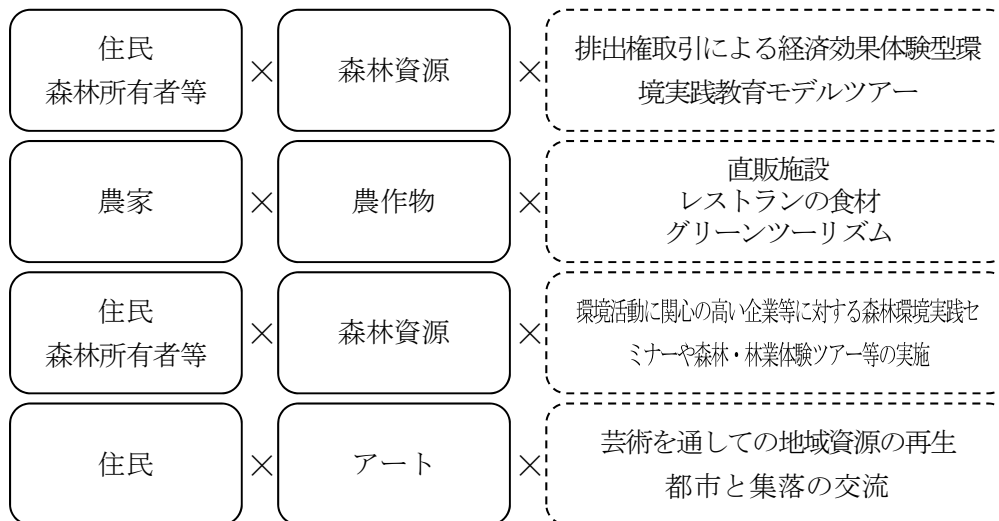 住民
森林所有者等
×
森林資源
×
排出権取引による経済効果体験型環
境実践教育モデルツアー
農家
×
農作物
×
直販施設
レストランの食材
グリーンツーリズム
住民
森林所有者等
×
森林資源
×
環境活動に関心の高い企業等に対する森林環境実践セ
ミナーや森林・林業体験ツアー等の実施
住民
×
アート
×
芸術を通しての地域資源の再生
都市と集落の交流